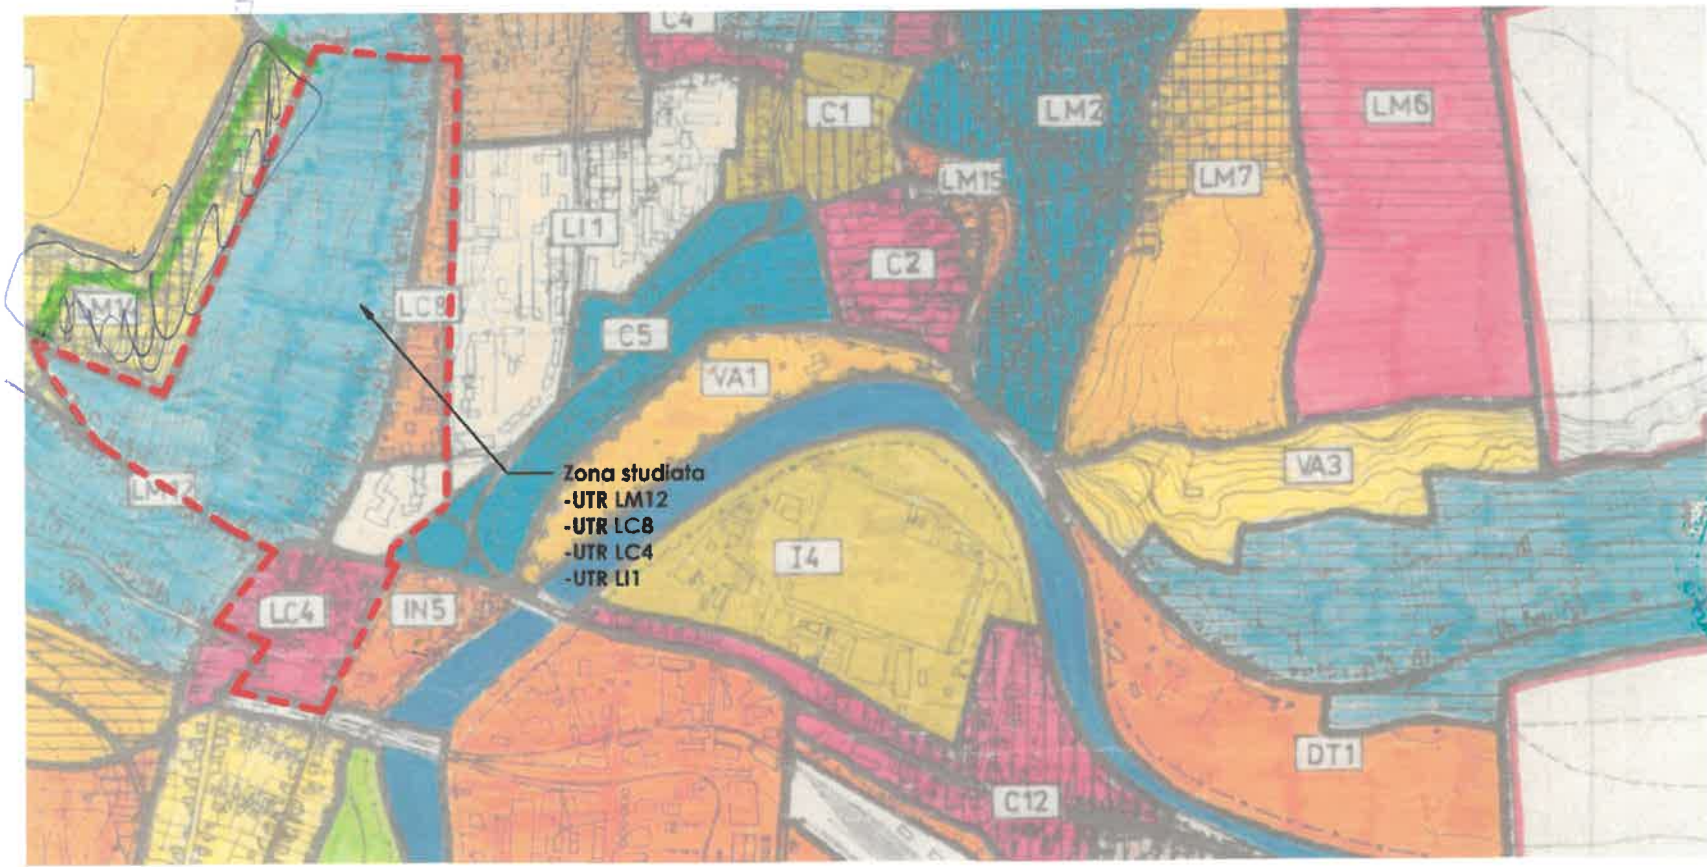 C4
C1
LM2
LM6
LM15
LM7
LI1
C2
LC8
C5
VA1
VA3
Zona studiata
-UTR LM12
-UTR LC8
-UTR LC4
-UTR LI1
I4
LC4
IN5
DT1
C12